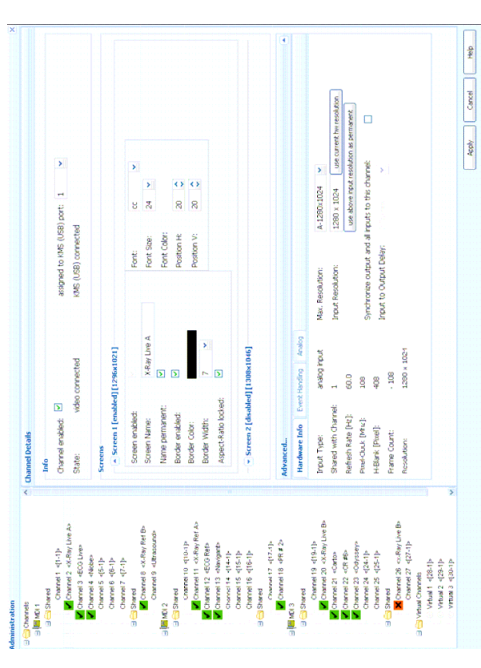 Administration
Channels
MDI 1
Shared
Channel 1 <[1-1]>
Channel 2 <X-Ray Live A>
Channel 3 <ECG Live>
Channel 4 <Niobe>
Channel 5 <[5-1]>
Channel 6 <[6-1]>
Channel 7 <[7-1]>
Shared
Channel 8 <X-Ray Ref B>
Channel 9 <Ultrasound>
MDI 2
Shared
Channel 10 <[10-1]>
Channel 11 <X-Ray Ref A>
Channel 12 <ECG Ref>
Channel 13 <Navigant>
Channel 14 <[14-1]>
Channel 15 <[15-1]>
Channel 16 <[16-1]>
Shared
Channel 17 <[17-1]>
Channel 18 <PR # 2>
MDI 3
Shared
Channel 19 <[19-1]>
Channel 20 <X-Ray Live B>
Channel 21 <Carto>
Channel 22 <CR #6>
Channel 23 <Odyssey>
Channel 24 <[24-1]>
Channel 25 <[25-1]>
Shared
Channel 26 <X-Ray Live B>
Channel 27 <[27-1]>
Virtual Channels
Virtual 1 <[28-1]>
Virtual 2 <[29-1]>
Virtual 3 <[30-1]>
Channel Details
Info
Channel enabled: assigned to KMS (USB) port: 1
State: video connected KMS (USB) connected
Screens
Screen 1 [enabled] [1296x1021]
Screen enabled:
Screen Name: X-Ray Live A
Name permanent:
Border enabled:
Border Color:
Border Width: 7
Aspect-Ratio locked:
Font: cc
Font Size: 24
Font Color:
Position H: 20
Position V: 20
Screen 2 [disabled] [1308x1046]
Advanced...
Hardware Info Event Handling Analog
Input Type: analog input
Shared with Channel: 1
Refresh Rate [Hz]: 60.0
Pixel-Clock [MHz]: 108
H-Blank [Pixel]: 408
Frame Count: - 108
Resolution: 1280 x 1024
Max. Resolution: A-1280x1024
Input Resolution: 1280 x 1024 use current hw resolution
use above input resolution as permanent
Synchronize output and all inputs to this channel:
Input to Output Delay:
Apply Cancel Help